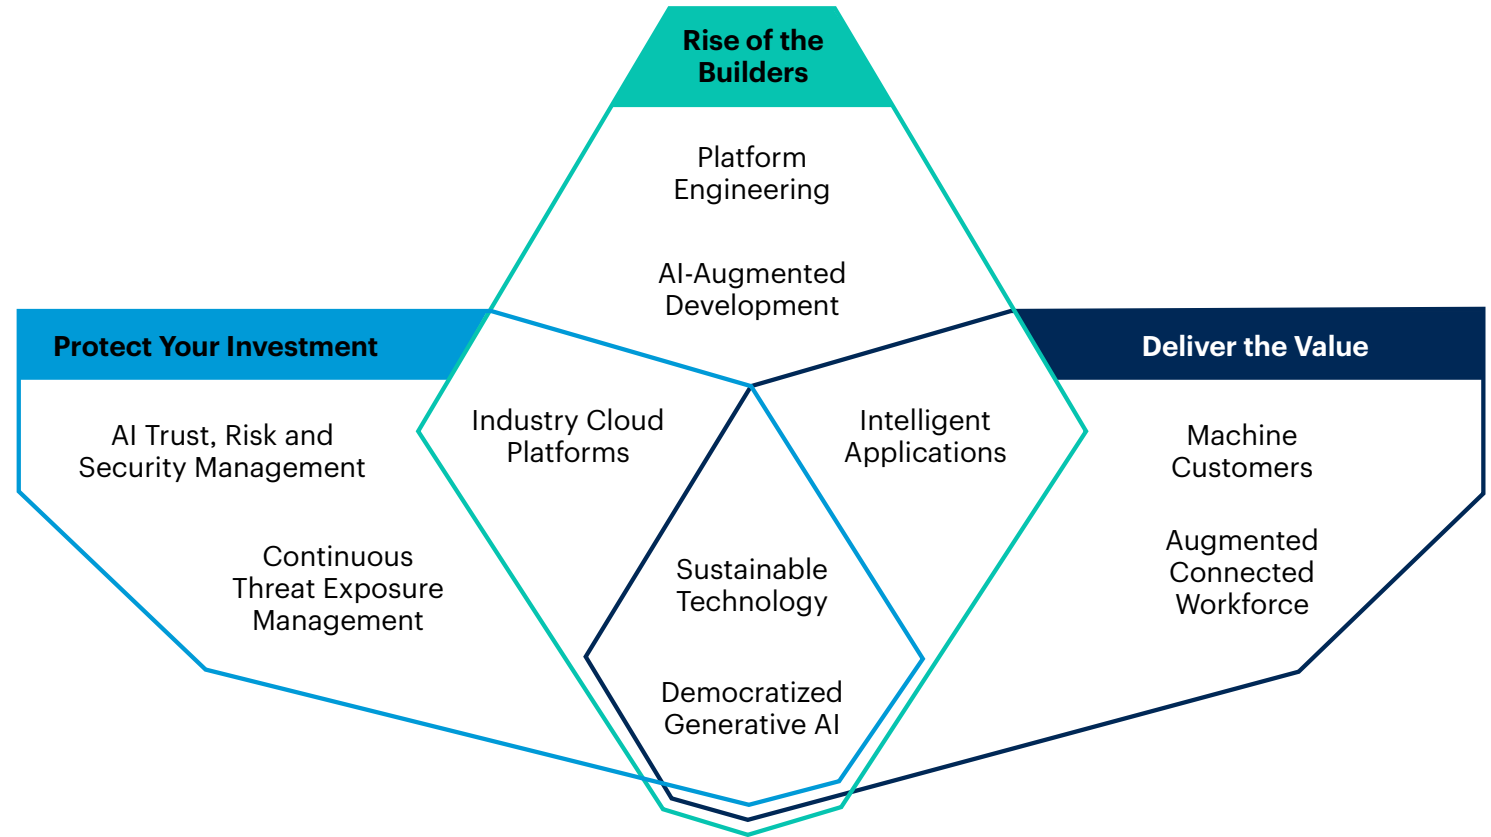 Rise of the
Builders
Platform
Engineering
AI-Augmented
Development
Protect Your Investment
Deliver the Value
AI Trust, Risk and
Security Management
Continuous
Threat Exposure
Management
Industry Cloud
Platforms
Intelligent
Applications
Machine
Customers
Augmented
Connected
Workforce
Sustainable
Technology
Democratized
Generative AI